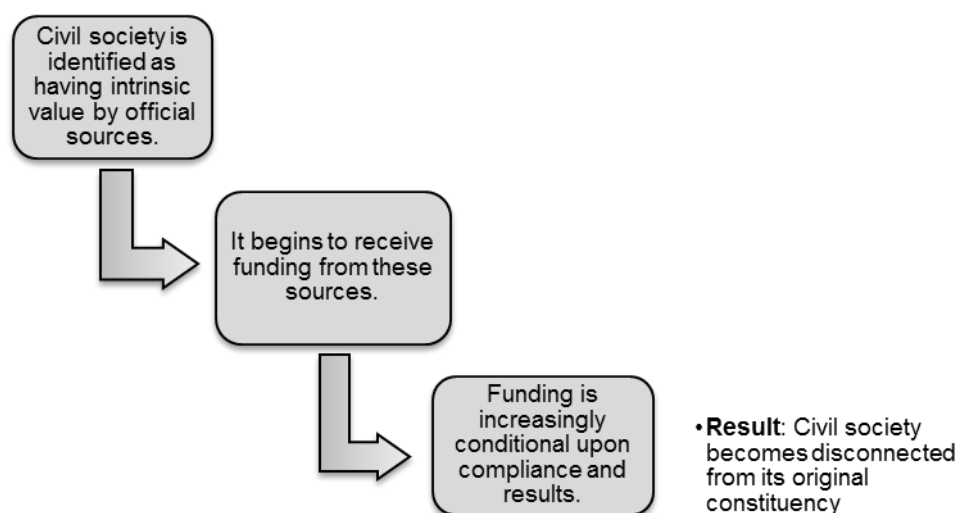 Civil society is
identified as
having intrinsic
value by official
sources.
It begins to receive
funding from these
sources.
Funding is
increasingly
conditional upon
compliance and
results.
•Result: Civil society
becomes disconnected
from its original
constituency